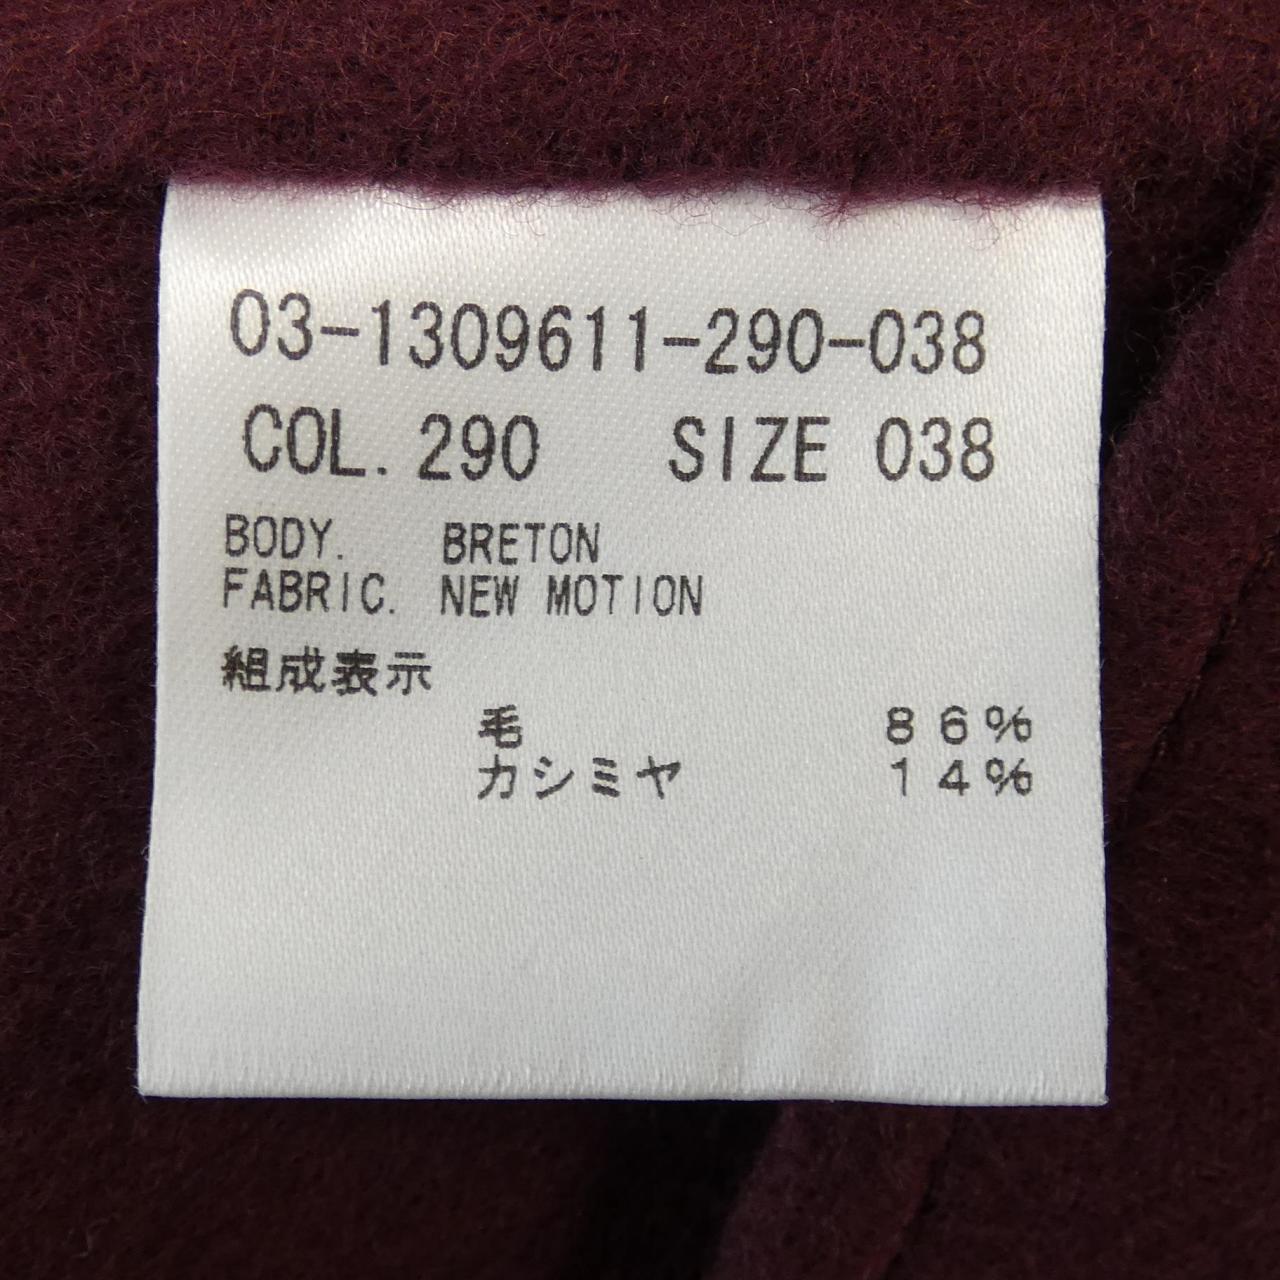 03-1309611-290-038
COL. 290 SIZE 038
BODY. BRETON
FABRIC. NEW MOTION
組成表示
毛 86%
カシミヤ 14%